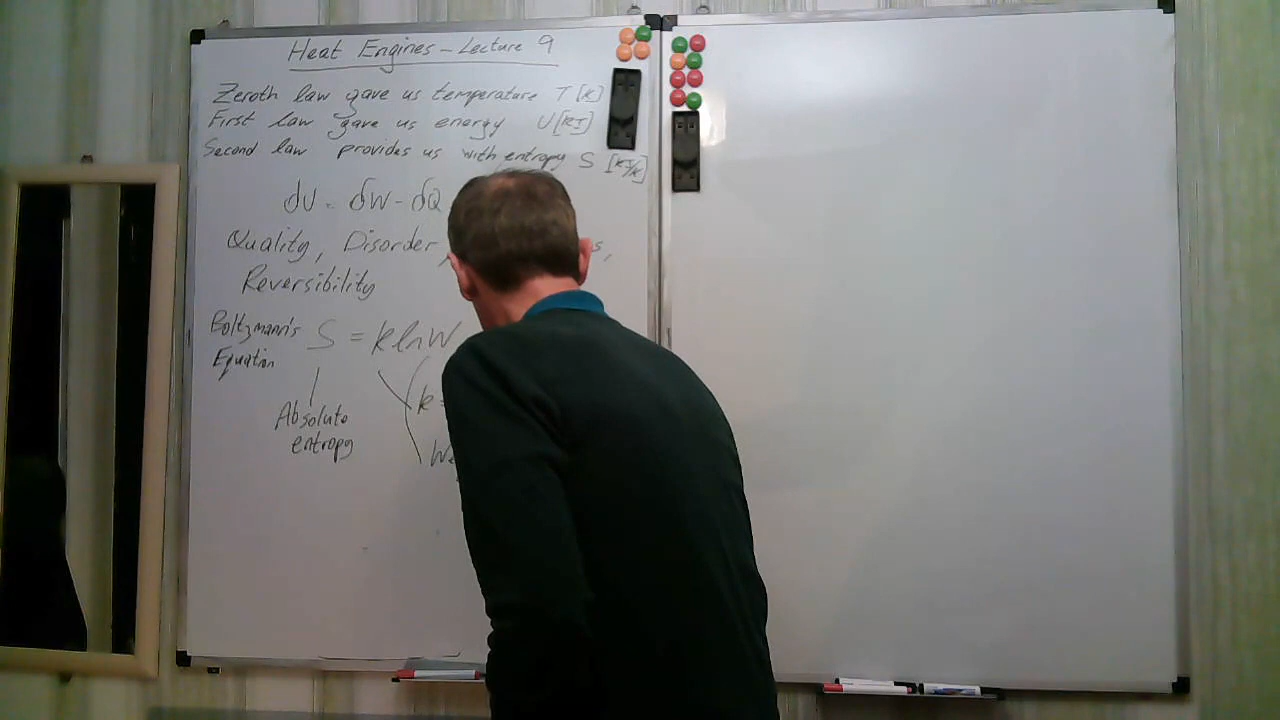 Heat Engines - Lecture 9
Zeroth law gave us temperature T [K]
First law gave us energy U [kJ]
Second law provides us with entropy S [kJ/K]
dU = δW - δQ
Quality, Disorder,
Reversibility
Boltzmann's
Equation
S = k ln W
k =
Absolute
entropy